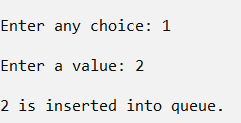 Enter any choice: 1
Enter a value: 2
2 is inserted into queue.